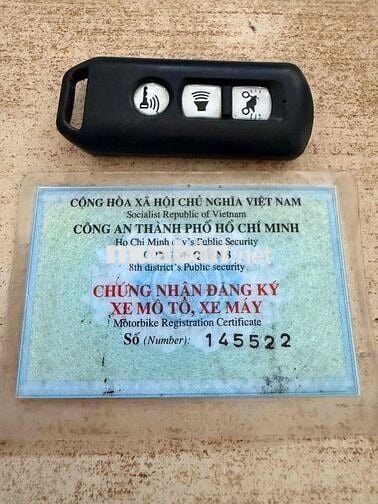 CỘNG HÒA XÃ HỘI CHỦ NGHĨA VIỆT NAM
Socialist Republic of Vietnam
CÔNG AN THÀNH PHỐ HỒ CHÍ MINH
Ho Chi Minh city's Public Security
8th district's Public security
CHỨNG NHẬN ĐĂNG KÝ
XE MÔ TÔ, XE MÁY
Motorbike Registration Certificate
Số (Number): 145522